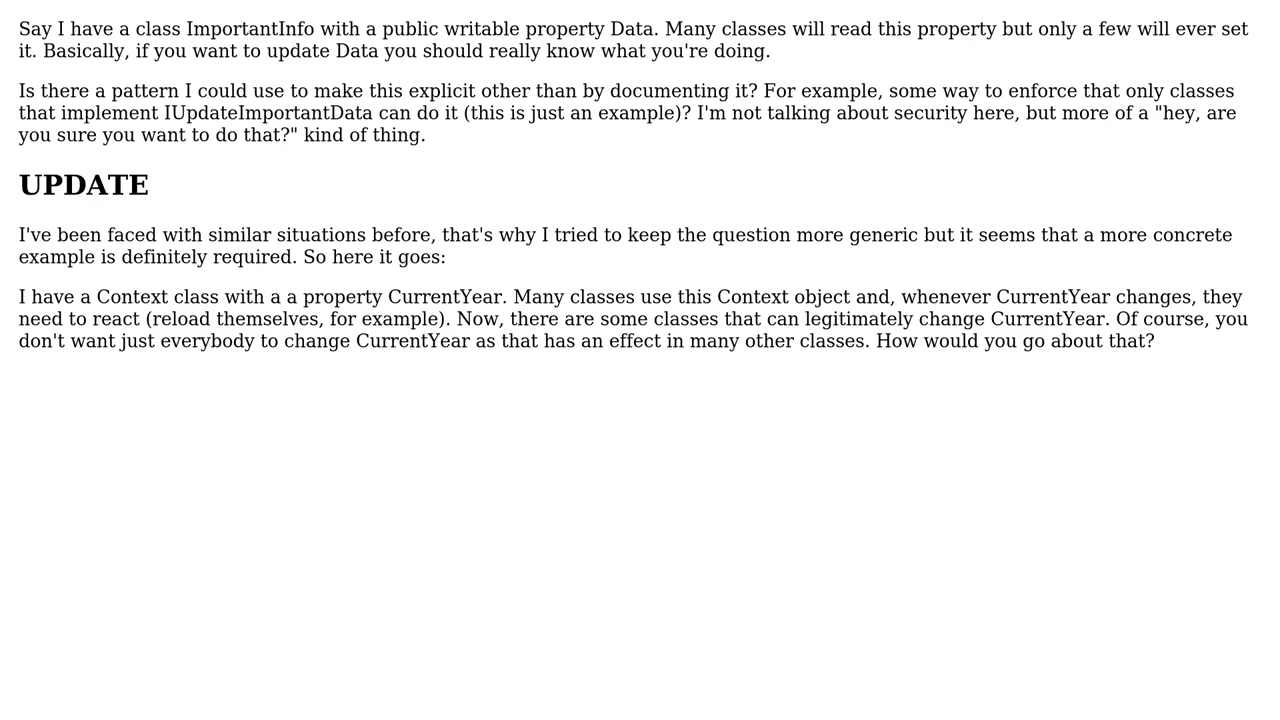 Say I have a class ImportantInfo with a public writable property Data. Many classes will read this property but only a few will ever set
it. Basically, if you want to update Data you should really know what you're doing.
Is there a pattern I could use to make this explicit other than by documenting it? For example, some way to enforce that only classes
that implement IUpdateImportantData can do it (this is just an example)? I'm not talking about security here, but more of a "hey, are
you sure you want to do that?" kind of thing.
UPDATE
I've been faced with similar situations before, that's why I tried to keep the question more generic but it seems that a more concrete
example is definitely required. So here it goes:
I have a Context class with a a property CurrentYear. Many classes use this Context object and, whenever CurrentYear changes, they
need to react (reload themselves, for example). Now, there are some classes that can legitimately change CurrentYear. Of course, you
don't want just everybody to change CurrentYear as that has an effect in many other classes. How would you go about that?